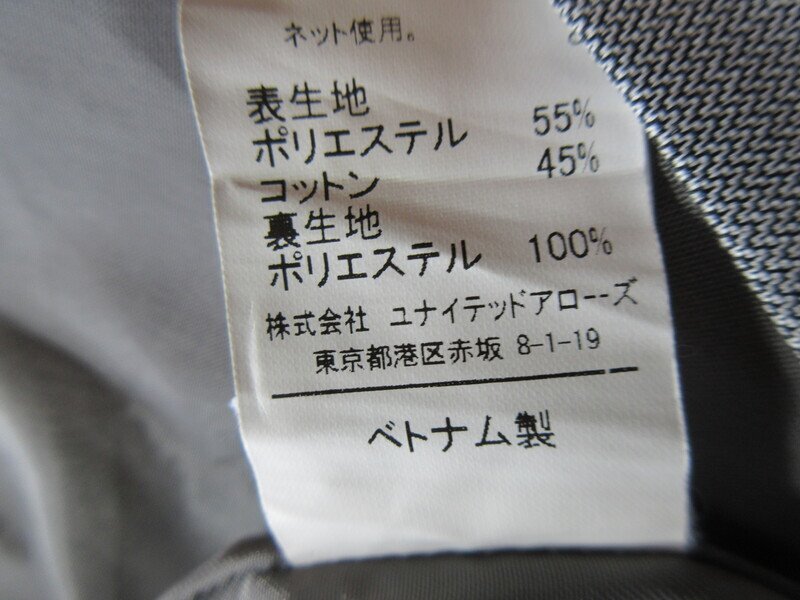 ネット使用。
表生地
ポリエステル 55%
コットン 45%
裏生地
ポリエステル 100%
株式会社 ユナイテッドアローズ
東京都港区赤坂 8-1-19
ベトナム製